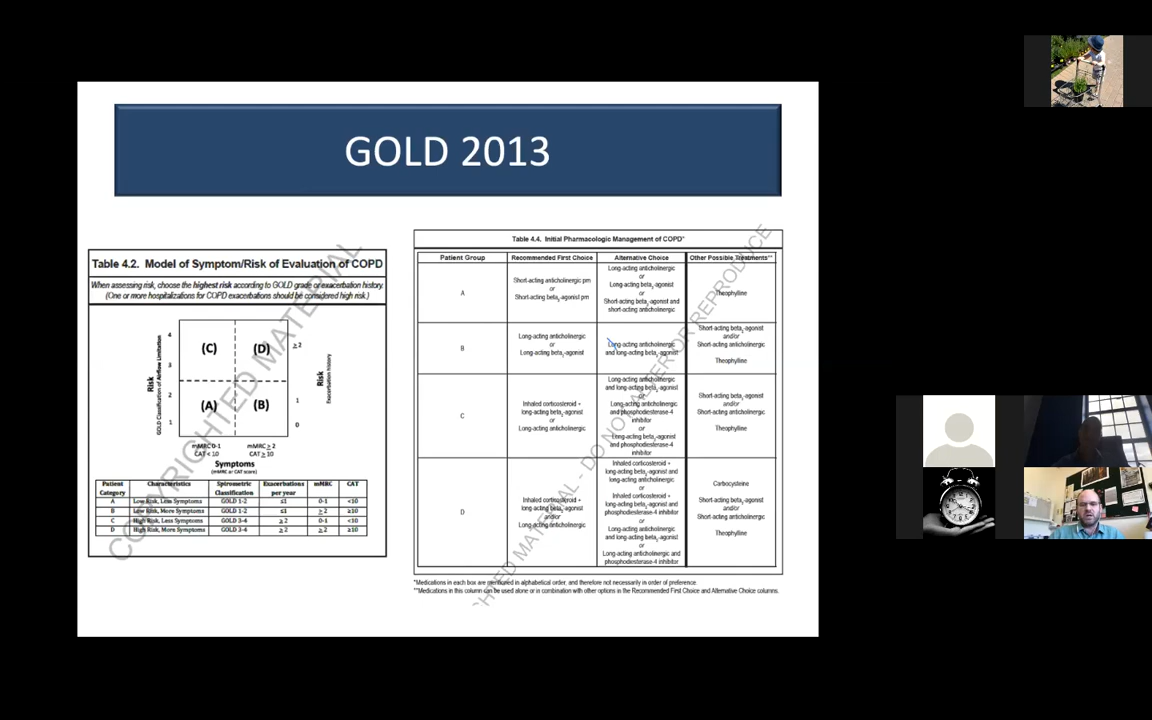 GOLD 2013
Table 4.2. Model of Symptom/Risk of Evaluation of COPD
When assessing risk, choose the highest risk according to GOLD grade or exacerbation history.
(One or more hospitalizations for COPD exacerbations should be considered high risk.)
Risk
GOLD Classification of Airflow Limitation
4
3
2
1
(C)
(D)
(A)
(B)
≥ 2
1
0
Risk
Exacerbation history
mMRC 0-1
CAT < 10
mMRC ≥ 2
CAT ≥ 10
Symptoms
(mMRC or CAT score)
Patient Category Characteristics Spirometric Classification Exacerbations per year mMRC CAT
A Low Risk, Less Symptoms GOLD 1-2 ≤1 0-1 <10
B Low Risk, More Symptoms GOLD 1-2 ≤1 ≥ 2 ≥10
C High Risk, Less Symptoms GOLD 3-4 ≥ 2 0-1 <10
D High Risk, More Symptoms GOLD 3-4 ≥ 2 ≥ 2 ≥10
COPYRIGHTED MATERIAL
Table 4.4. Initial Pharmacologic Management of COPD*
Patient Group Recommended First Choice Alternative Choice Other Possible Treatments**
A
Short-acting anticholinergic prn
or
Short-acting beta2-agonist prn
Long-acting anticholinergic
or
Long-acting beta2-agonist
or
Short-acting beta2-agonist and
short-acting anticholinergic
Theophylline
B
Long-acting anticholinergic
or
Long-acting beta2-agonist
Long-acting anticholinergic
and long-acting beta2-agonist
Short-acting beta2-agonist
and/or
Short-acting anticholinergic
Theophylline
C
Inhaled corticosteroid +
long-acting beta2-agonist
or
Long-acting anticholinergic
Long-acting anticholinergic
and long-acting beta2-agonist
or
Long-acting anticholinergic
and phosphodiesterase-4
inhibitor
or
Long-acting beta2-agonist
and phosphodiesterase-4
inhibitor
Short-acting beta2-agonist
and/or
Short-acting anticholinergic
Theophylline
D
Inhaled corticosteroid +
long-acting beta2-agonist
and/or
Long-acting anticholinergic
Inhaled corticosteroid +
long-acting beta2-agonist and
long-acting anticholinergic
or
Inhaled corticosteroid +
long-acting beta2-agonist and
phosphodiesterase-4 inhibitor
or
Long-acting anticholinergic
and long-acting beta2-agonist
or
Long-acting anticholinergic and
phosphodiesterase-4 inhibitor
Carbocysteine
Short-acting beta2-agonist
and/or
Short-acting anticholinergic
Theophylline
*Medications in each box are mentioned in alphabetical order, and therefore not necessarily in order of preference.
**Medications in this column can be used alone or in combination with other options in the Recommended First Choice and Alternative Choice columns.
HTED MATERIAL - DO NOT ALTER OR REPRODUCE